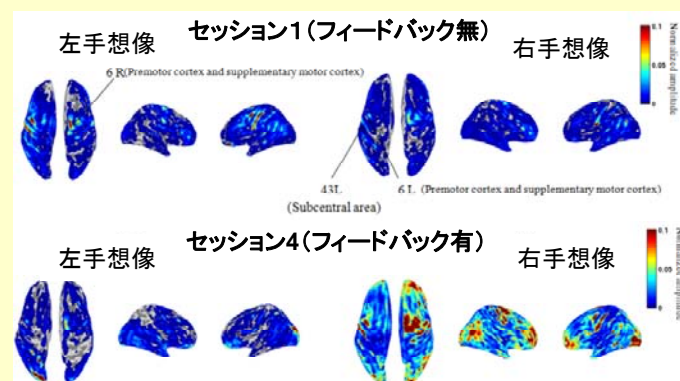 セッション1(フィードバック無)
左手想像
右手想像
6 R(Premotor cortex and supplementary motor cortex)
0.1
0.05
0
Normalized amplitude
43L
6 L (Premotor cortex and supplementary motor cortex)
(Subcentral area)
セッション4(フィードバック有)
左手想像
右手想像
0.1
0.05
0